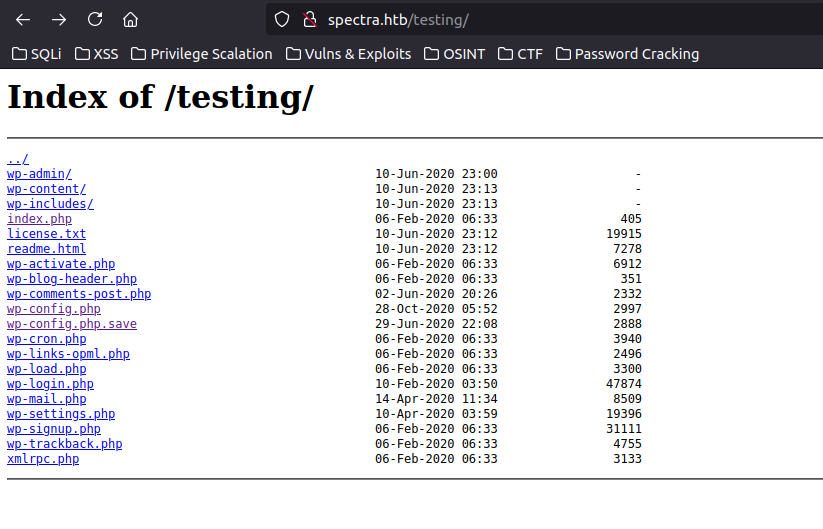 spectra.htb/testing/
SQLi XSS Privilege Scalation Vulns & Exploits OSINT CTF Password Cracking
Index of /testing/
../
wp-admin/ 10-Jun-2020 23:00 -
wp-content/ 10-Jun-2020 23:13 -
wp-includes/ 10-Jun-2020 23:13 -
index.php 06-Feb-2020 06:33 405
license.txt 10-Jun-2020 23:12 19915
readme.html 10-Jun-2020 23:12 7278
wp-activate.php 06-Feb-2020 06:33 6912
wp-blog-header.php 06-Feb-2020 06:33 351
wp-comments-post.php 02-Jun-2020 20:26 2332
wp-config.php 28-Oct-2020 05:52 2997
wp-config.php.save 29-Jun-2020 22:08 2888
wp-cron.php 06-Feb-2020 06:33 3940
wp-links-opml.php 06-Feb-2020 06:33 2496
wp-load.php 06-Feb-2020 06:33 3300
wp-login.php 10-Feb-2020 03:50 47874
wp-mail.php 14-Apr-2020 11:34 8509
wp-settings.php 10-Apr-2020 03:59 19396
wp-signup.php 06-Feb-2020 06:33 31111
wp-trackback.php 06-Feb-2020 06:33 4755
xmlrpc.php 06-Feb-2020 06:33 3133